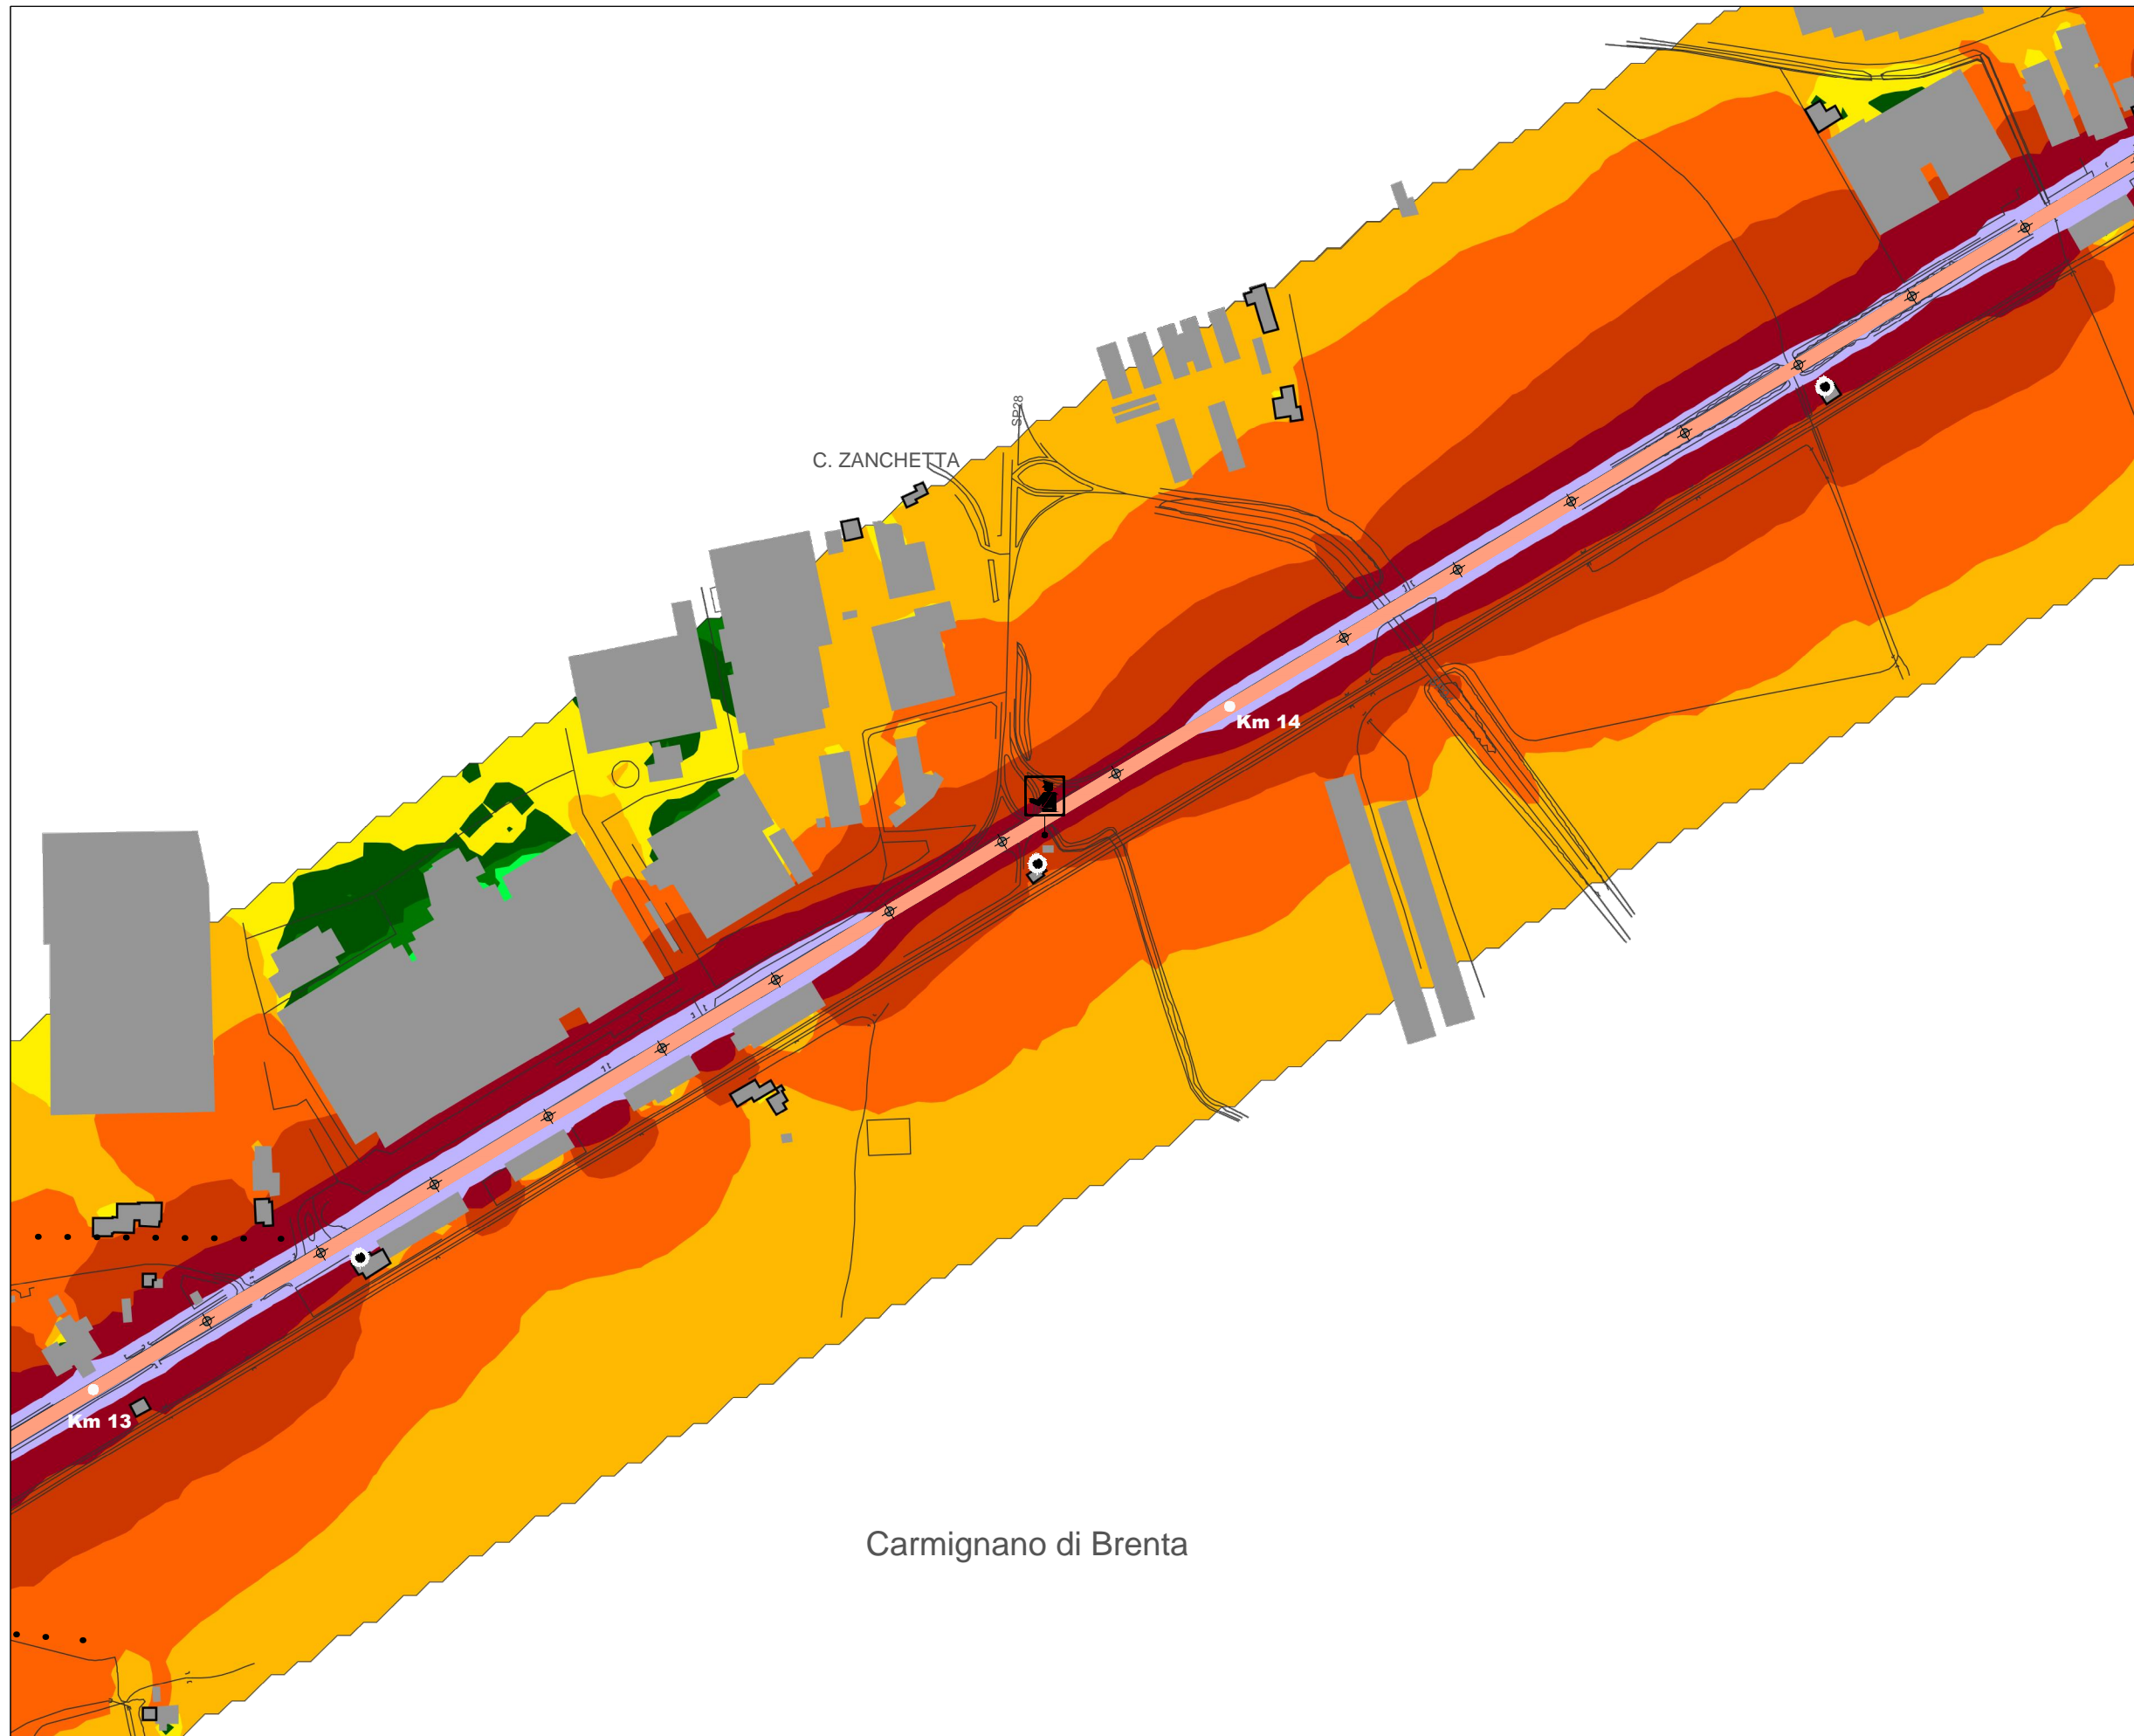 SP28
C. ZANCHETTA
Km 14
Km 13
Carmignano di Brenta